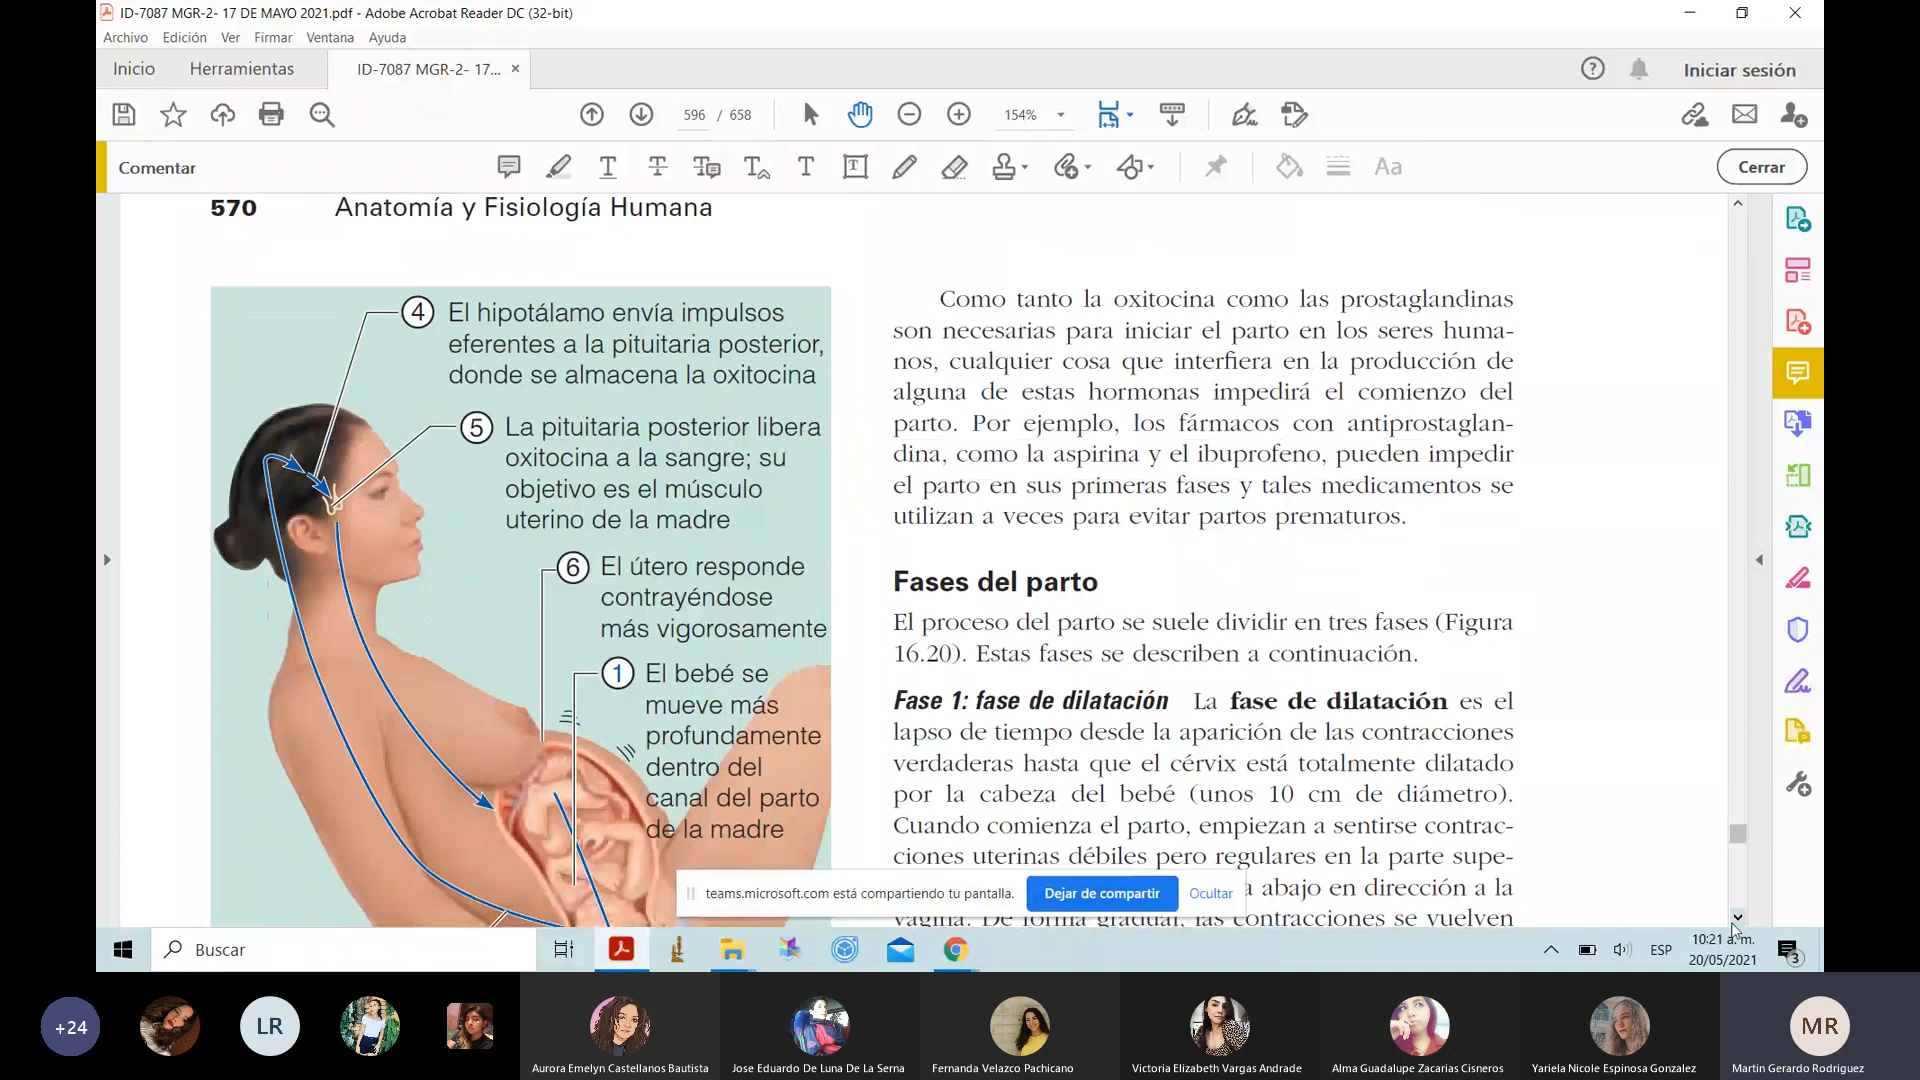 ID-7087 MGR-2- 17 DE MAYO 2021.pdf - Adobe Acrobat Reader DC (32-bit)
Archivo Edición Ver Firmar Ventana Ayuda
Inicio Herramientas ID-7087 MGR-2- 17... × Iniciar sesión
596 / 658 154%
Comentar Aa Cerrar
570 Anatomía y Fisiología Humana
4 El hipotálamo envía impulsos
eferentes a la pituitaria posterior,
donde se almacena la oxitocina
5 La pituitaria posterior libera
oxitocina a la sangre; su
objetivo es el músculo
uterino de la madre
6 El útero responde
contrayéndose
más vigorosamente
1 El bebé se
mueve más
profundamente
dentro del
canal del parto
de la madre
Como tanto la oxitocina como las prostaglandinas
son necesarias para iniciar el parto en los seres huma-
nos, cualquier cosa que interfiera en la producción de
alguna de estas hormonas impedirá el comienzo del
parto. Por ejemplo, los fármacos con antiprostaglan-
dina, como la aspirina y el ibuprofeno, pueden impedir
el parto en sus primeras fases y tales medicamentos se
utilizan a veces para evitar partos prematuros.
Fases del parto
El proceso del parto se suele dividir en tres fases (Figura
16.20). Estas fases se describen a continuación.
Fase 1: fase de dilatación La fase de dilatación es el
lapso de tiempo desde la aparición de las contracciones
verdaderas hasta que el cérvix está totalmente dilatado
por la cabeza del bebé (unos 10 cm de diámetro).
Cuando comienza el parto, empiezan a sentirse contrac-
ciones uterinas débiles pero regulares en la parte supe-
a abajo en dirección a la
vagina. De forma gradual, las contracciones se vuelven
teams.microsoft.com está compartiendo tu pantalla. Dejar de compartir Ocultar
Buscar ESP 10:21 a. m.
20/05/2021 3
+24 LR MR
Aurora Emelyn Castellanos Bautista Jose Eduardo De Luna De La Serna Fernanda Velazco Pachicano Victoria Elizabeth Vargas Andrade Alma Guadalupe Zacarias Cisneros Yariela Nicole Espinosa Gonzalez Martin Gerardo Rodriguez